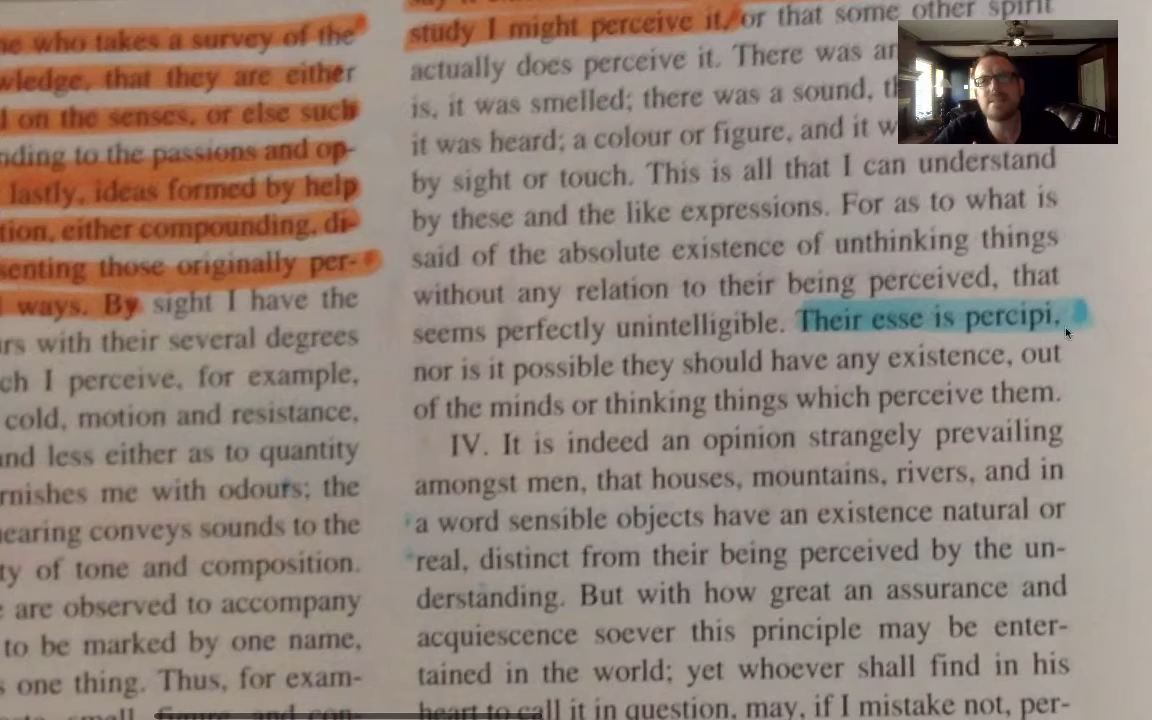 ne who takes a survey of the
wledge, that they are either
d on the senses, or else such
nding to the passions and op-
lastly, ideas formed by help
tion, either compounding, di-
senting those originally per-
ways. By sight I have the
urs with their several degrees
ch I perceive, for example,
cold, motion and resistance,
and less either as to quantity
rnishes me with odours; the
hearing conveys sounds to the
ty of tone and composition.
e are observed to accompany
to be marked by one name,
s one thing. Thus, for exam-
small figure and con-
study I might perceive it, or that some other spirit
actually does perceive it. There was an
is, it was smelled; there was a sound, th
it was heard; a colour or figure, and it w
by sight or touch. This is all that I can understand
by these and the like expressions. For as to what is
said of the absolute existence of unthinking things
without any relation to their being perceived, that
seems perfectly unintelligible. Their esse is percipi,
nor is it possible they should have any existence, out
of the minds or thinking things which perceive them.
IV. It is indeed an opinion strangely prevailing
amongst men, that houses, mountains, rivers, and in
a word sensible objects have an existence natural or
real, distinct from their being perceived by the un-
derstanding. But with how great an assurance and
acquiescence soever this principle may be enter-
tained in the world; yet whoever shall find in his
heart to call it in question, may, if I mistake not, per-